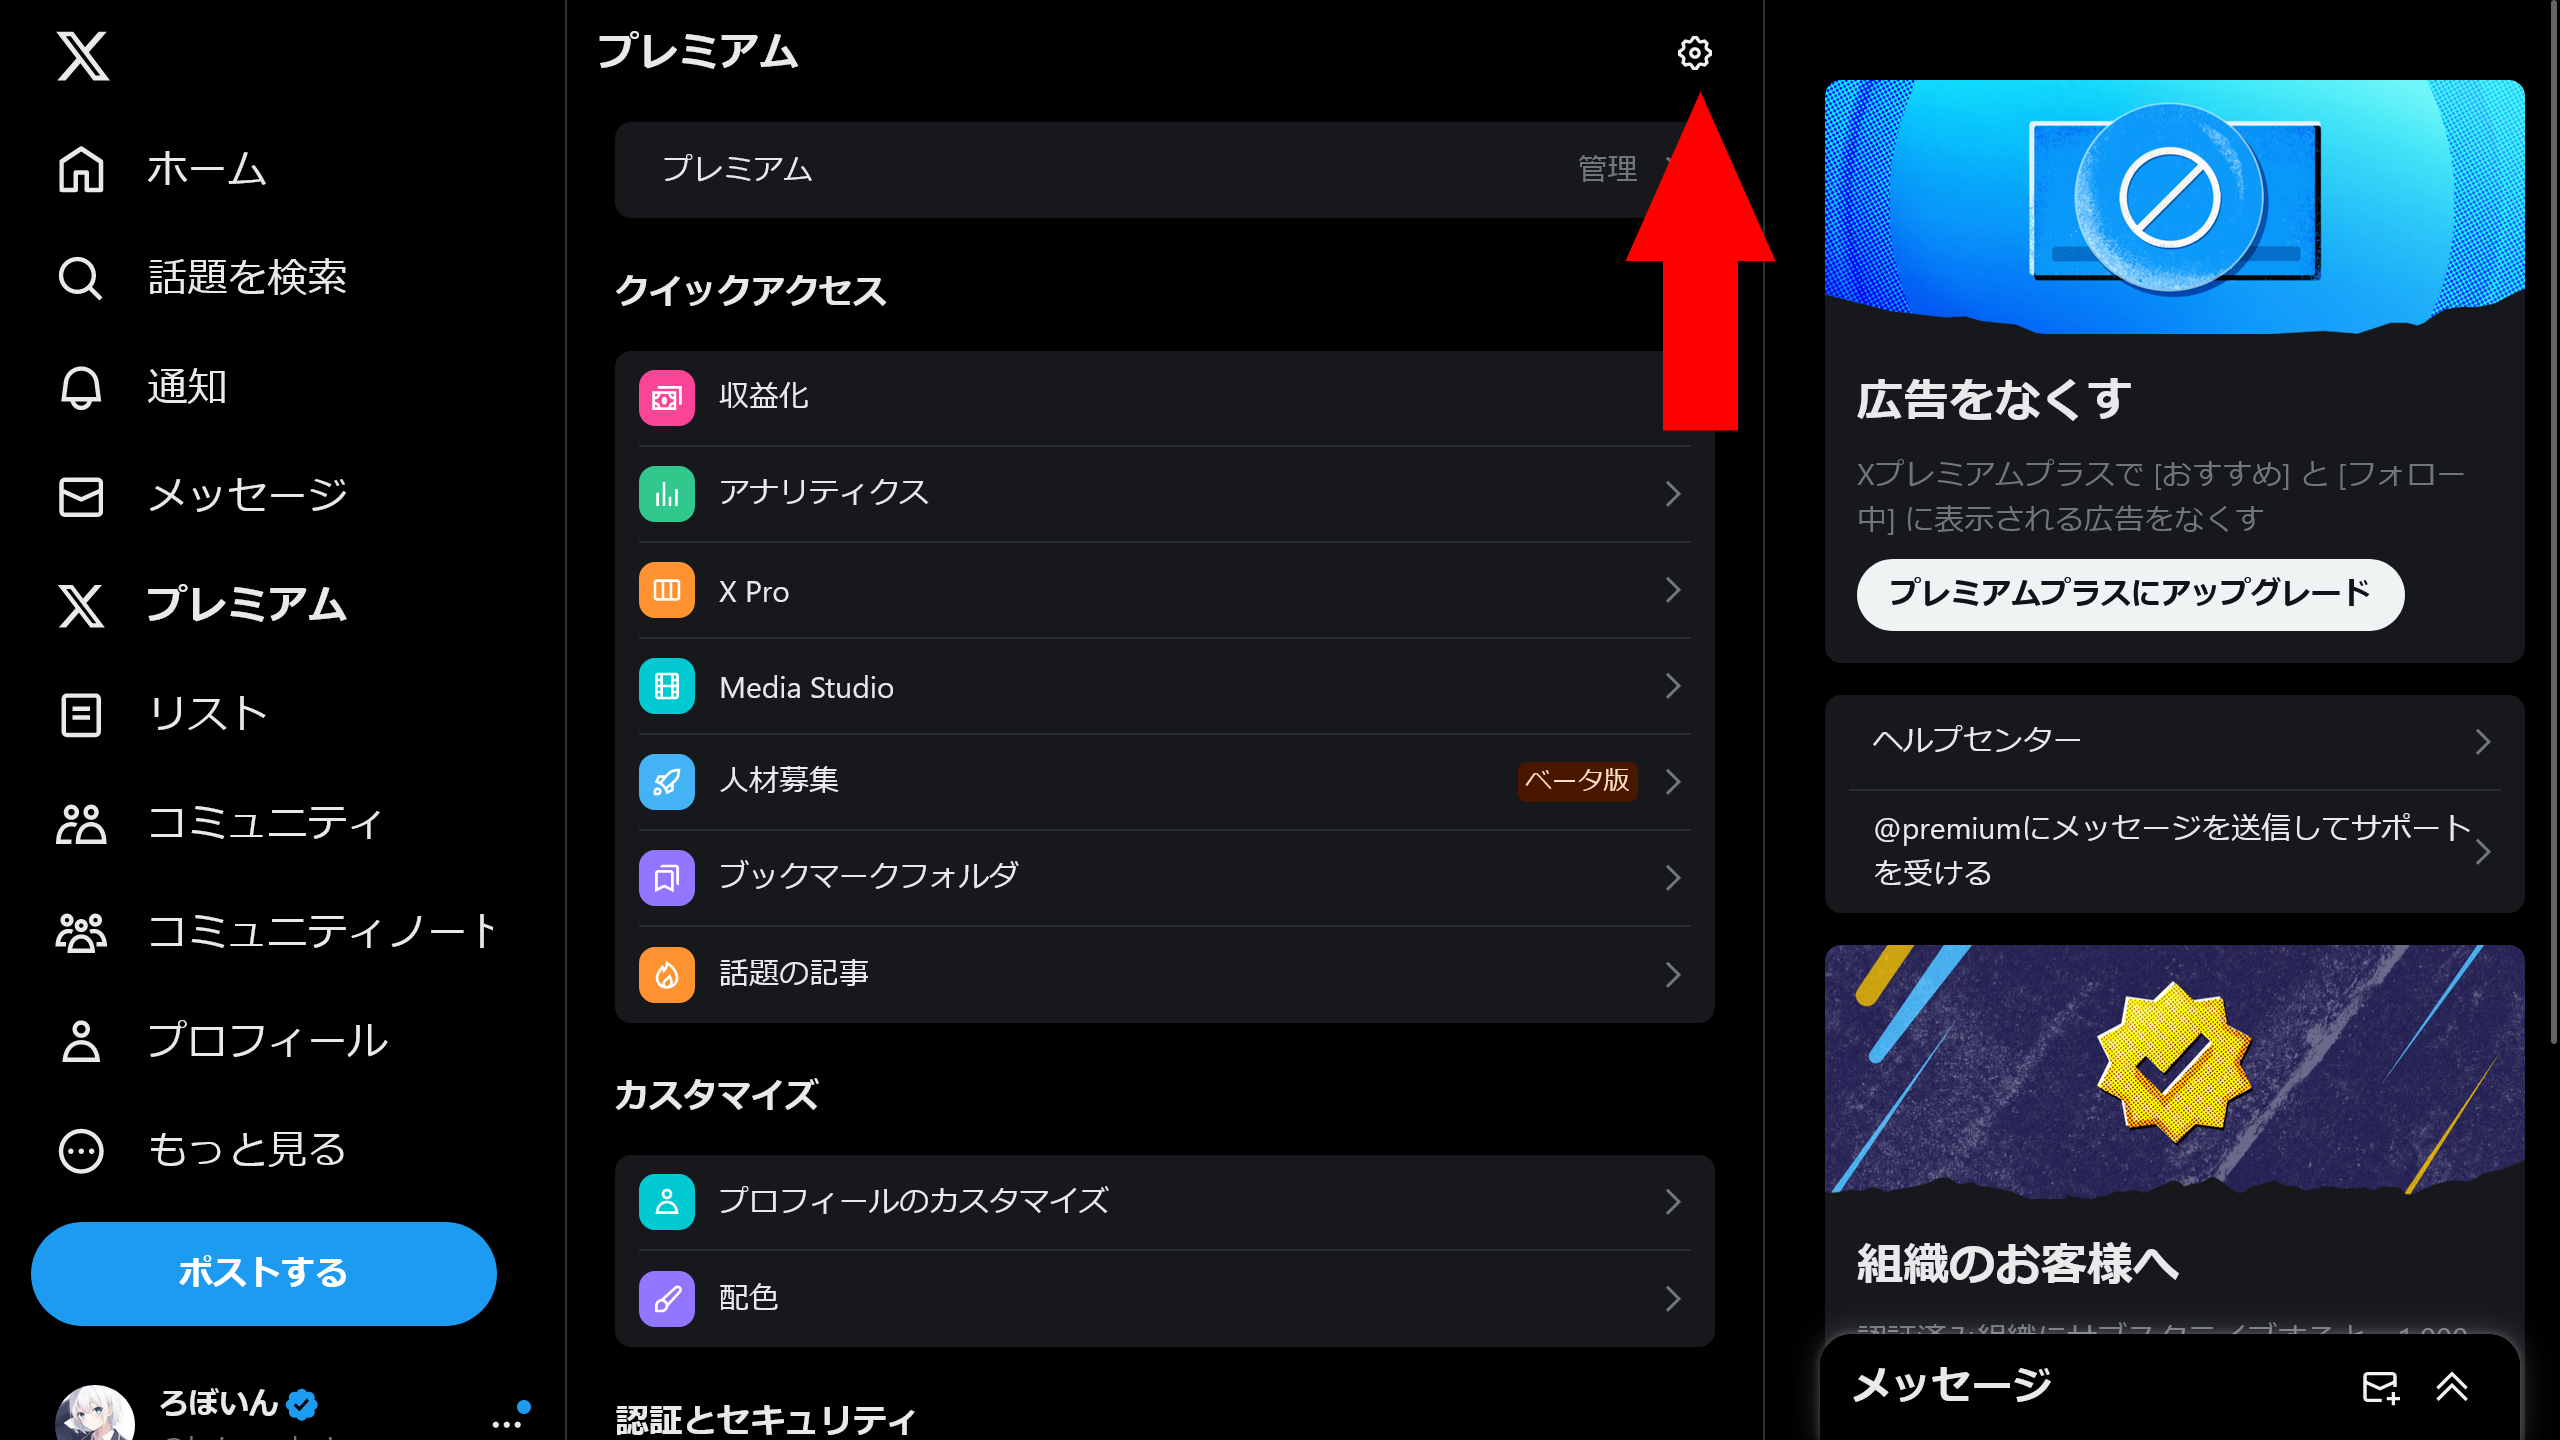 ホーム
話題を検索
通知
メッセージ
プレミアム
リスト
コミュニティ
コミュニティノート
プロフィール
もっと見る
ポストする
ろぼいん
プレミアム
プレミアム
管理
クイックアクセス
収益化
アナリティクス
X Pro
Media Studio
人材募集
ベータ版
ブックマークフォルダ
話題の記事
カスタマイズ
プロフィールのカスタマイズ
配色
認証とセキュリティ
広告をなくす
Xプレミアムプラスで [おすすめ] と [フォロー
中] に表示される広告をなくす
プレミアムプラスにアップグレード
ヘルプセンター
@premiumにメッセージを送信してサポート
を受ける
組織のお客様へ
メッセージ